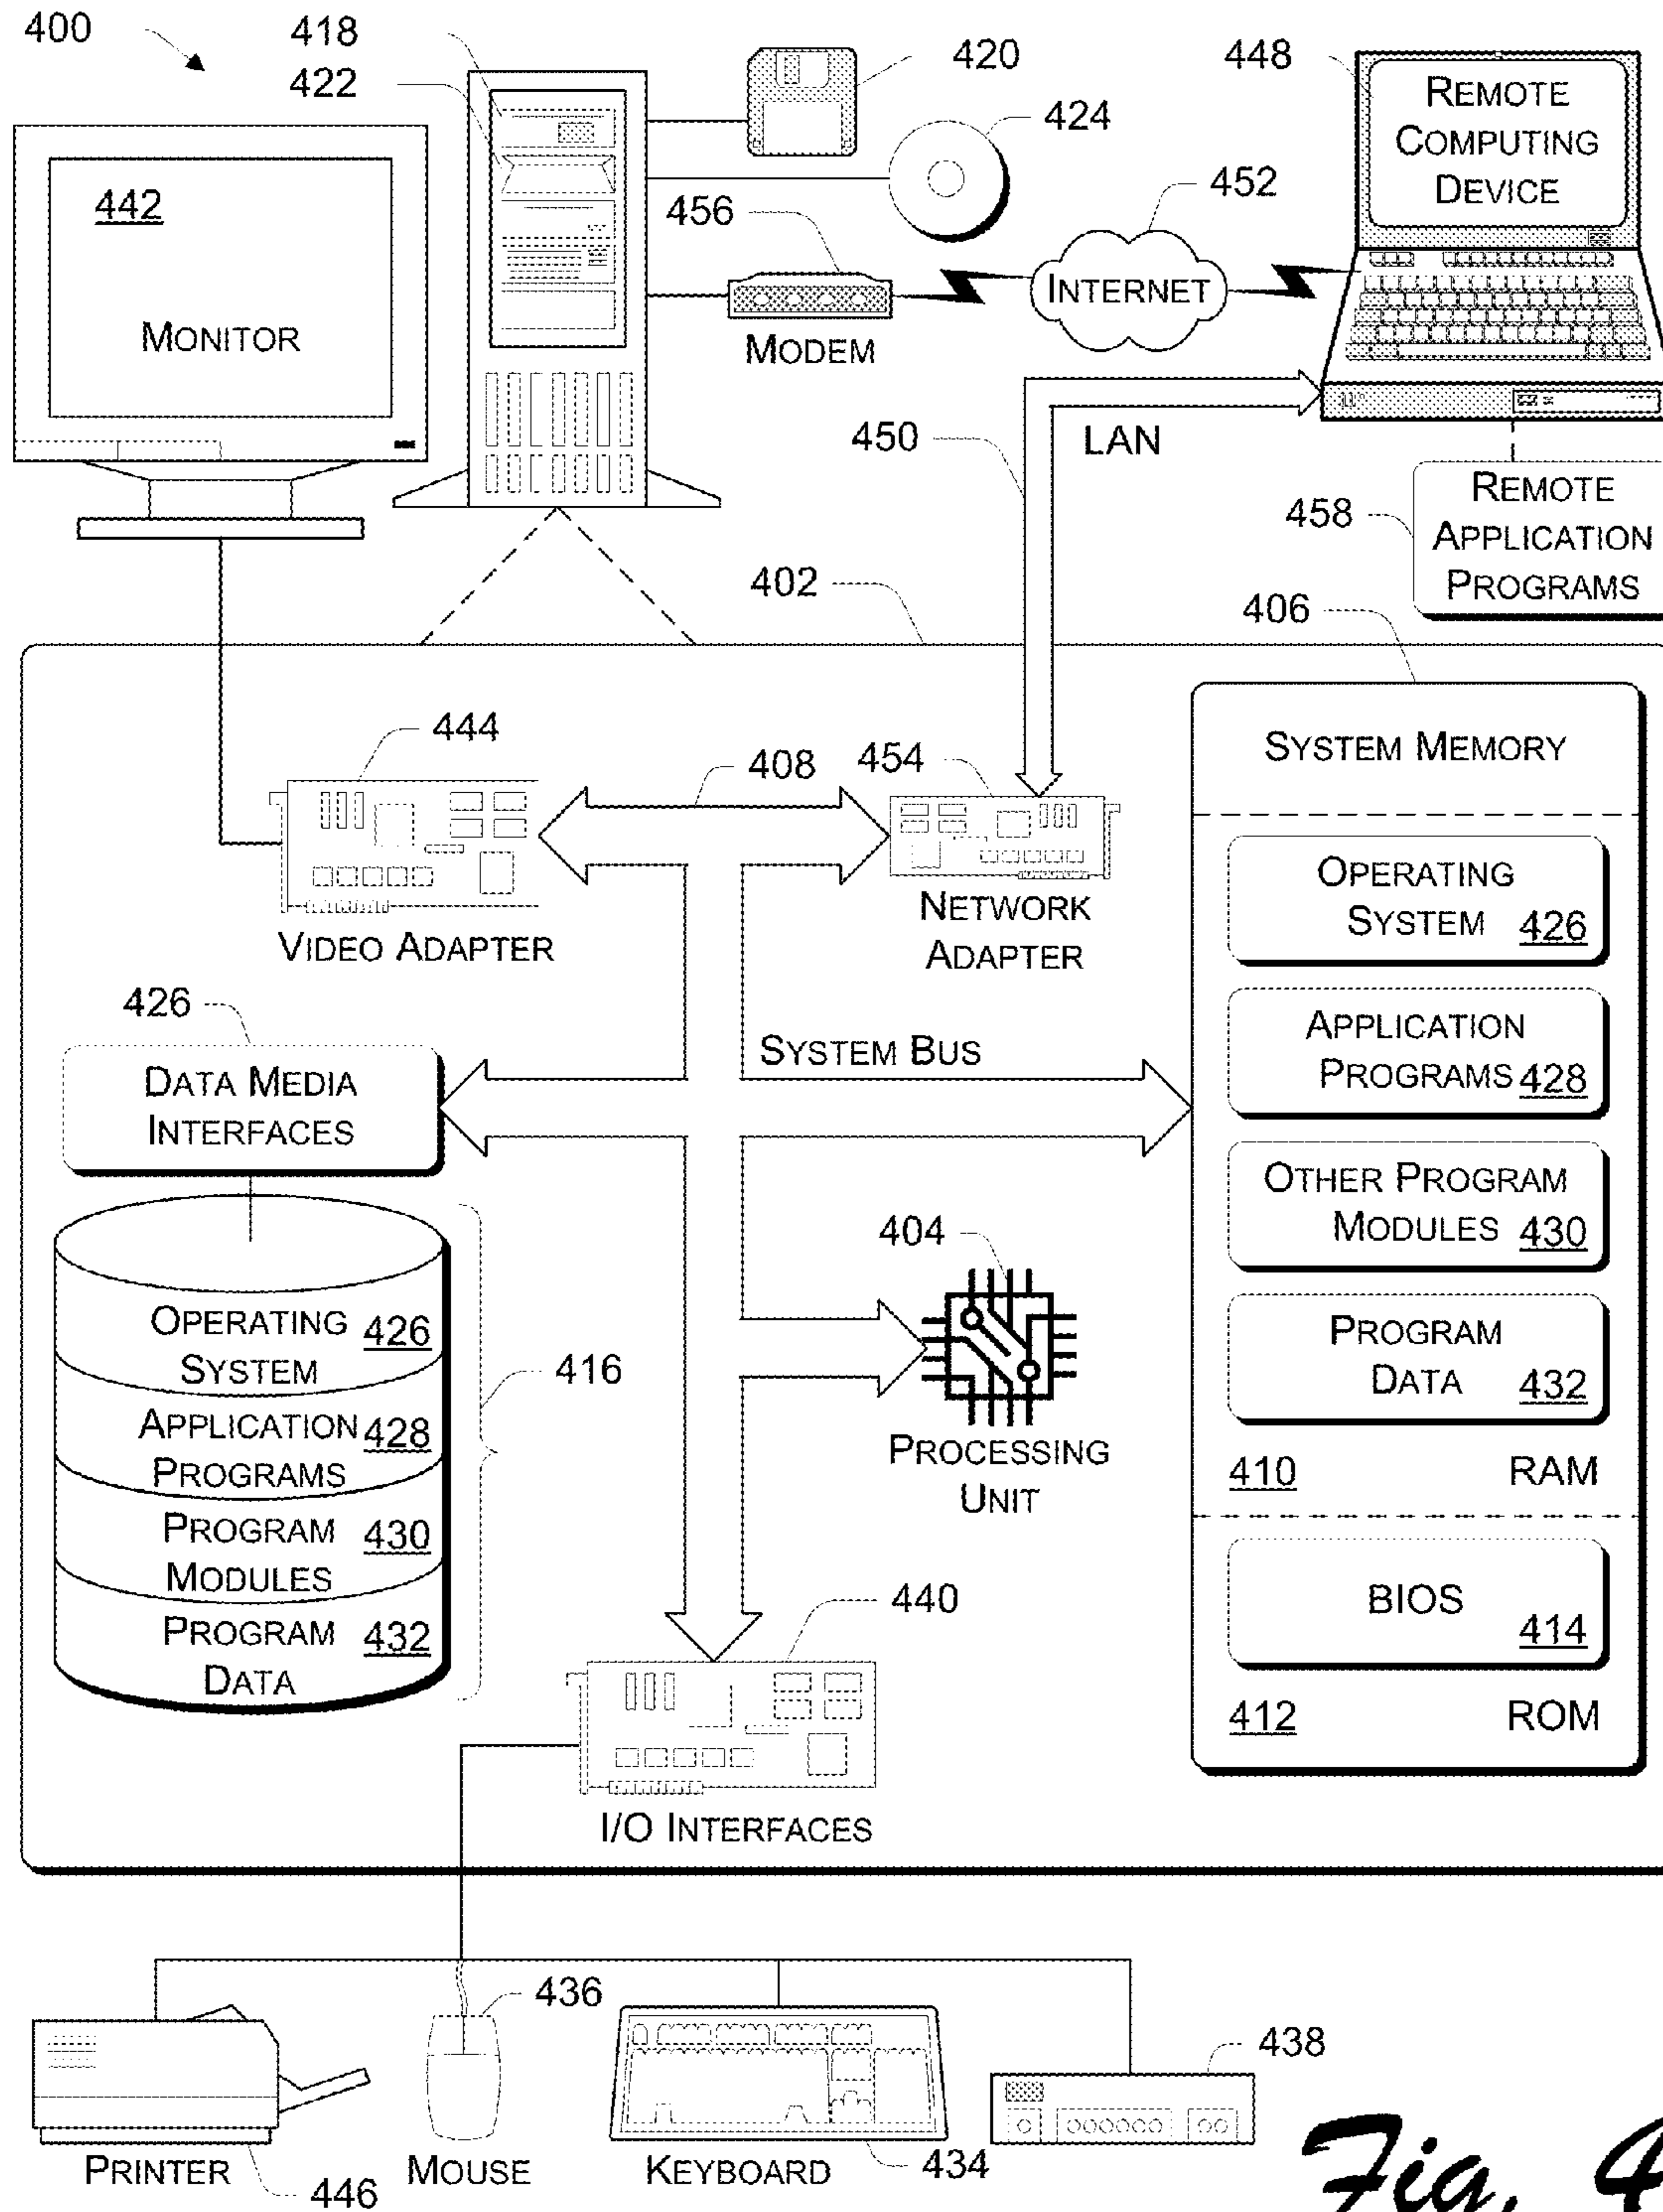 400
418
422
420
424
448
REMOTE
COMPUTING
DEVICE
442
MONITOR
456
MODEM
452
INTERNET
450
LAN
458
REMOTE
APPLICATION
PROGRAMS
402
406
444
VIDEO ADAPTER
408
454
NETWORK
ADAPTER
SYSTEM MEMORY
OPERATING
SYSTEM 426
APPLICATION
PROGRAMS 428
OTHER PROGRAM
MODULES 430
PROGRAM
DATA 432
410 RAM
BIOS
414
412 ROM
426
DATA MEDIA
INTERFACES
SYSTEM BUS
OPERATING 426
SYSTEM
APPLICATION 428
PROGRAMS
PROGRAM 430
MODULES
PROGRAM 432
DATA
416
404
PROCESSING
UNIT
440
I/O INTERFACES
PRINTER
446
436
MOUSE
KEYBOARD
434
438
Fig. 4